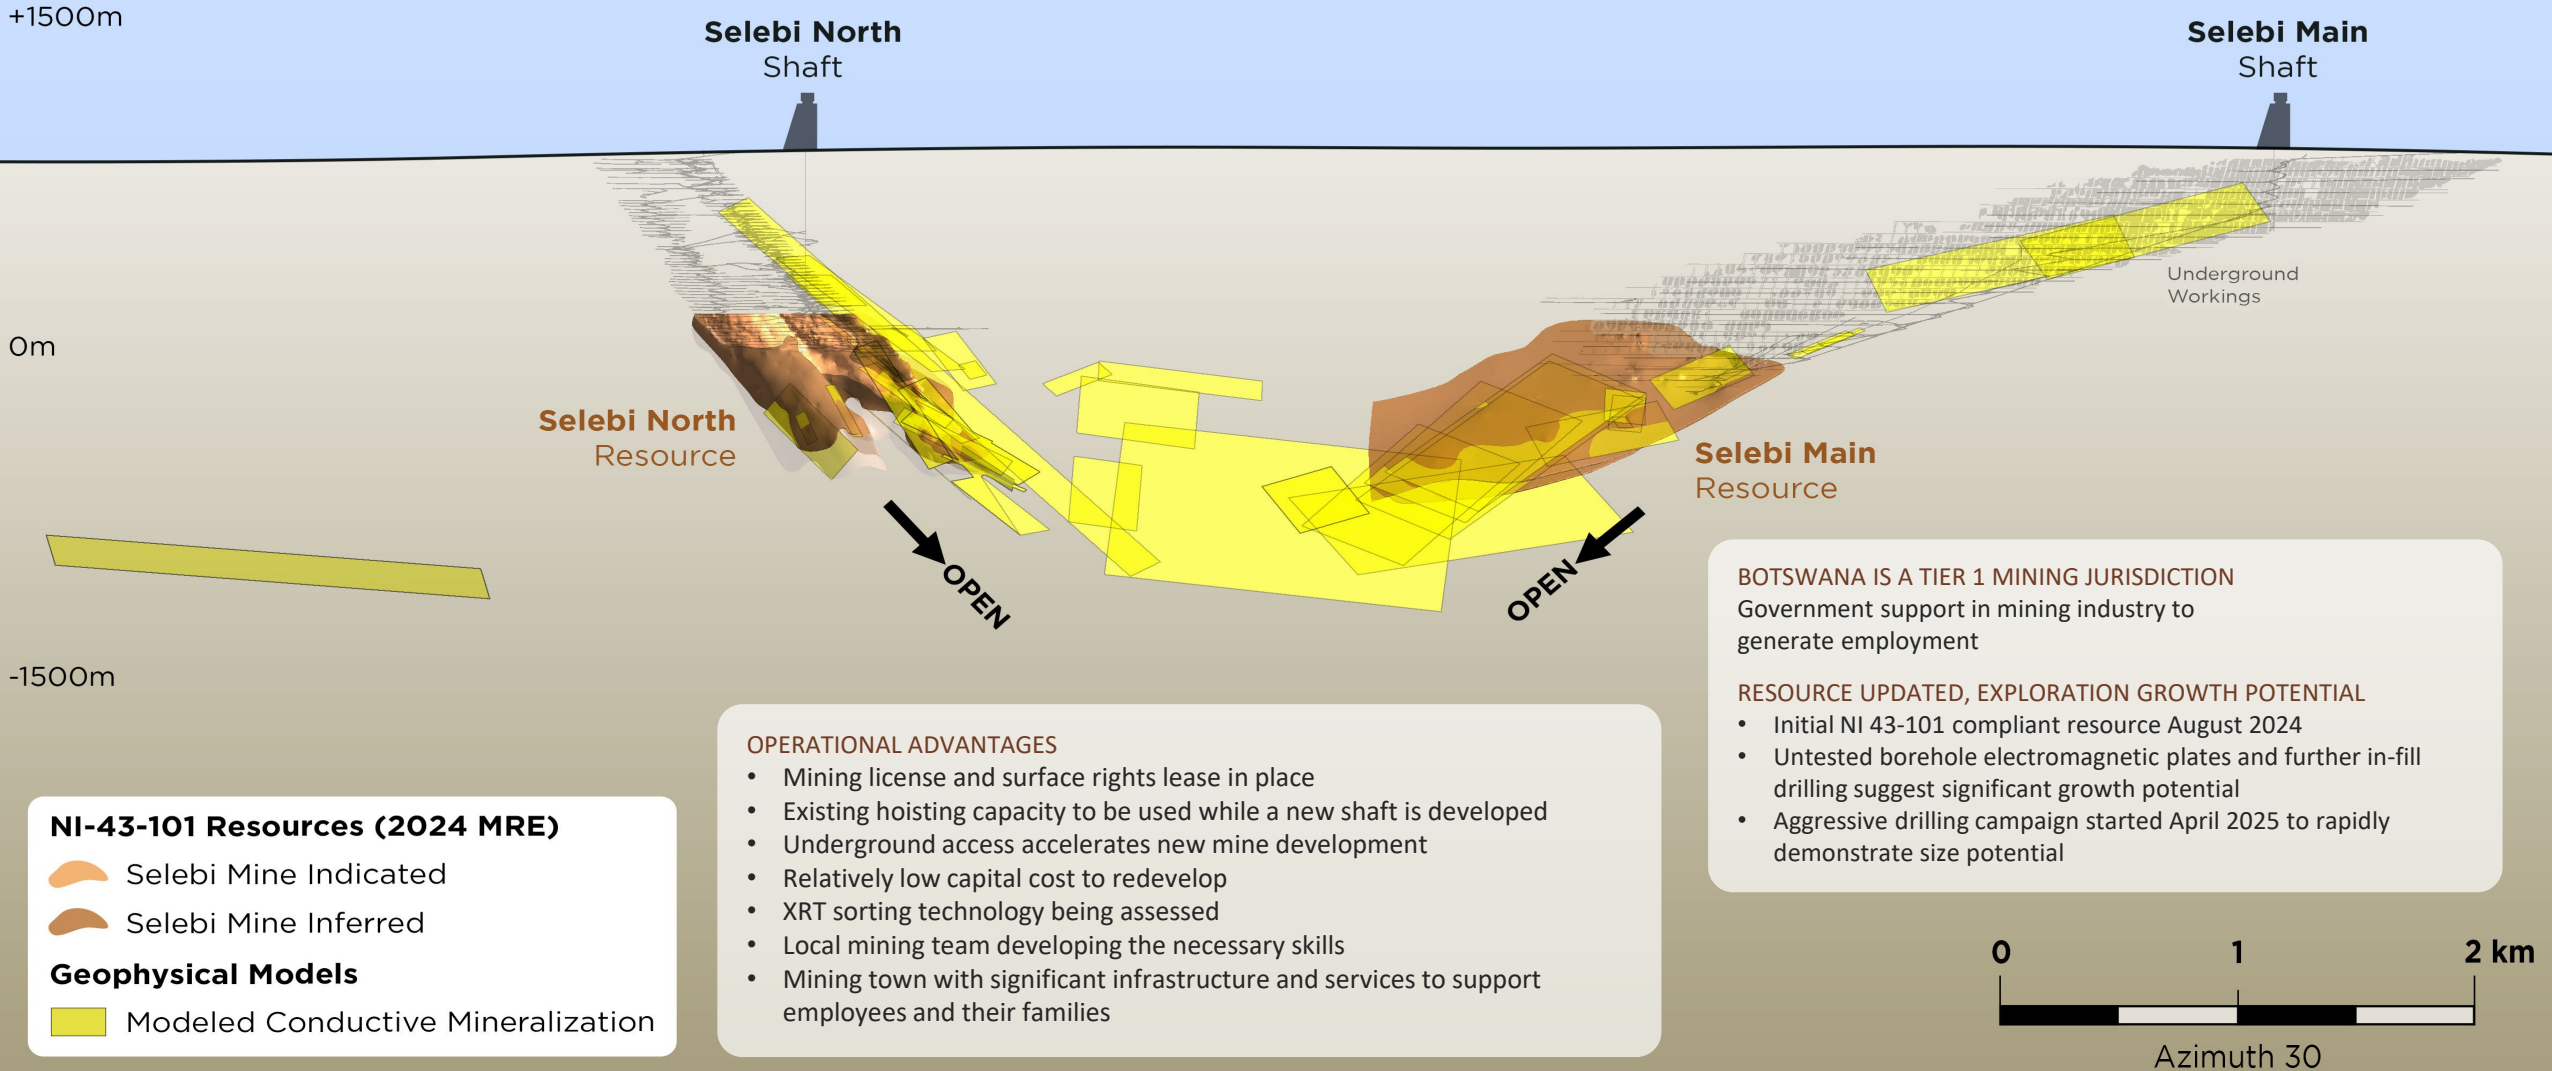 +1500m
Selebi North
Shaft
Selebi Main
Shaft
Underground
Workings
0m
Selebi North
Resource
Selebi Main
Resource
OPEN
OPEN
-1500m
BOTSWANA IS A TIER 1 MINING JURISDICTION
Government support in mining industry to
generate employment
RESOURCE UPDATED, EXPLORATION GROWTH POTENTIAL
• Initial NI 43-101 compliant resource August 2024
• Untested borehole electromagnetic plates and further in-fill
drilling suggest significant growth potential
• Aggressive drilling campaign started April 2025 to rapidly
demonstrate size potential
OPERATIONAL ADVANTAGES
• Mining license and surface rights lease in place
• Existing hoisting capacity to be used while a new shaft is developed
• Underground access accelerates new mine development
• Relatively low capital cost to redevelop
• XRT sorting technology being assessed
• Local mining team developing the necessary skills
• Mining town with significant infrastructure and services to support
employees and their families
NI-43-101 Resources (2024 MRE)
Selebi Mine Indicated
Selebi Mine Inferred
Geophysical Models
Modeled Conductive Mineralization
0 1 2 km
Azimuth 30